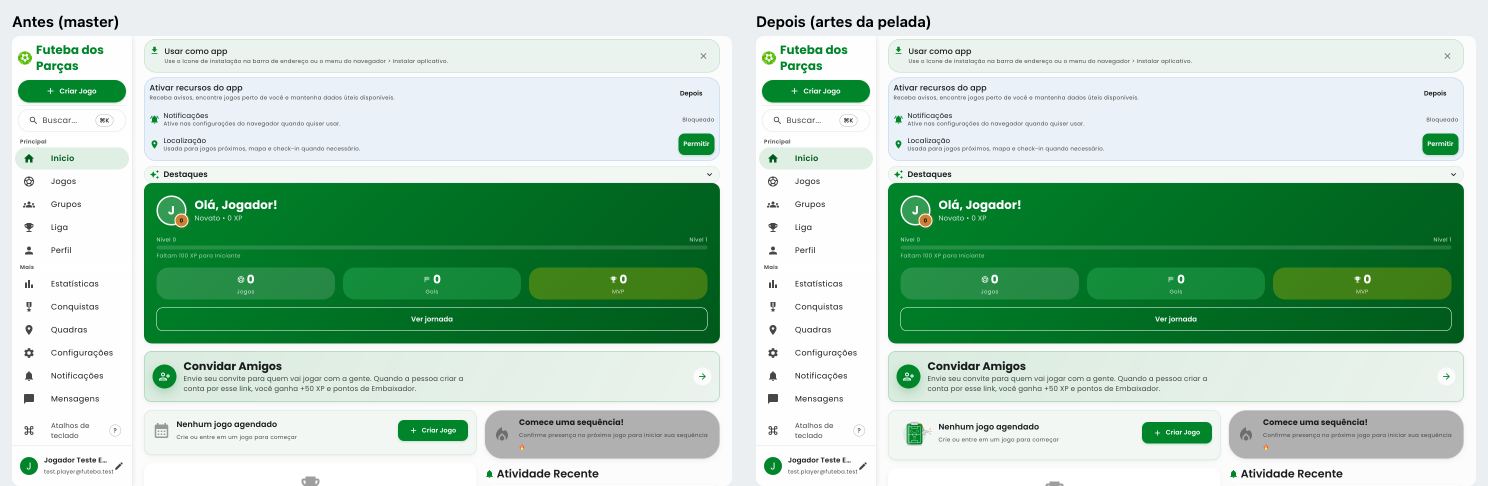 Antes (master)
Futeba dos
Parças
+ Criar Jogo
Buscar...
⌘K
Principal
Início
Jogos
Grupos
Liga
Perfil
Mais
Estatísticas
Conquistas
Quadras
Configurações
Notificações
Mensagens
Atalhos de
teclado
?
J
Jogador Teste E...
test.player@futeba.test
Usar como app
Use o ícone de instalação na barra de endereço ou o menu do navegador > Instalar aplicativo.
Ativar recursos do app
Receba avisos, encontre jogos perto de você e mantenha dados úteis disponíveis.
Depois
Notificações
Ative nas configurações do navegador quando quiser usar.
Bloqueado
Localização
Usada para jogos próximos, mapa e check-in quando necessário.
Permitir
Destaques
J
0
Olá, Jogador!
Novato • 0 XP
Nível 0
Nível 1
Faltam 100 XP para Iniciante
0
Jogos
0
Gols
0
MVP
Ver jornada
Convidar Amigos
Envie seu convite para quem vai jogar com a gente. Quando a pessoa criar a
conta por esse link, você ganha +50 XP e pontos de Embaixador.
Nenhum jogo agendado
Crie ou entre em um jogo para começar
+ Criar Jogo
Comece uma sequência!
Confirme presença no próximo jogo para iniciar sua sequência
🔥
Atividade Recente
Depois (artes da pelada)
Futeba dos
Parças
+ Criar Jogo
Buscar...
⌘K
Principal
Início
Jogos
Grupos
Liga
Perfil
Mais
Estatísticas
Conquistas
Quadras
Configurações
Notificações
Mensagens
Atalhos de
teclado
?
J
Jogador Teste E...
test.player@futeba.test
Usar como app
Use o ícone de instalação na barra de endereço ou o menu do navegador > Instalar aplicativo.
Ativar recursos do app
Receba avisos, encontre jogos perto de você e mantenha dados úteis disponíveis.
Depois
Notificações
Ative nas configurações do navegador quando quiser usar.
Bloqueado
Localização
Usada para jogos próximos, mapa e check-in quando necessário.
Permitir
Destaques
J
0
Olá, Jogador!
Novato • 0 XP
Nível 0
Nível 1
Faltam 100 XP para Iniciante
0
Jogos
0
Gols
0
MVP
Ver jornada
Convidar Amigos
Envie seu convite para quem vai jogar com a gente. Quando a pessoa criar a
conta por esse link, você ganha +50 XP e pontos de Embaixador.
Nenhum jogo agendado
Crie ou entre em um jogo para começar
+ Criar Jogo
Comece uma sequência!
Confirme presença no próximo jogo para iniciar sua sequência
🔥
Atividade Recente